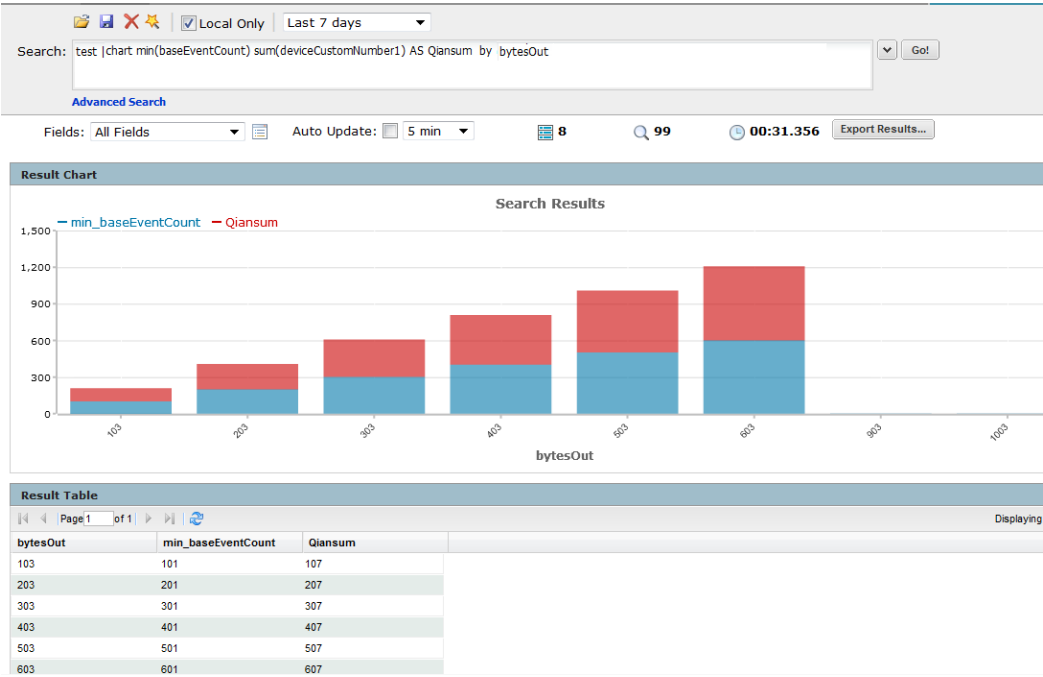 Local Only Last 7 days
Search: test |chart min(baseEventCount) sum(deviceCustomNumber1) AS Qiansum by bytesOut Go!
Advanced Search
Fields: All Fields Auto Update: 5 min 8 99 00:31.356 Export Results...
Result Chart
Search Results
min_baseEventCount Qiansum
1,500
1,200
900
600
300
0
103 203 303 403 503 603 903 1003
bytesOut
Result Table
Page 1 of 1 Displaying
bytesOut min_baseEventCount Qiansum
103 101 107
203 201 207
303 301 307
403 401 407
503 501 507
603 601 607